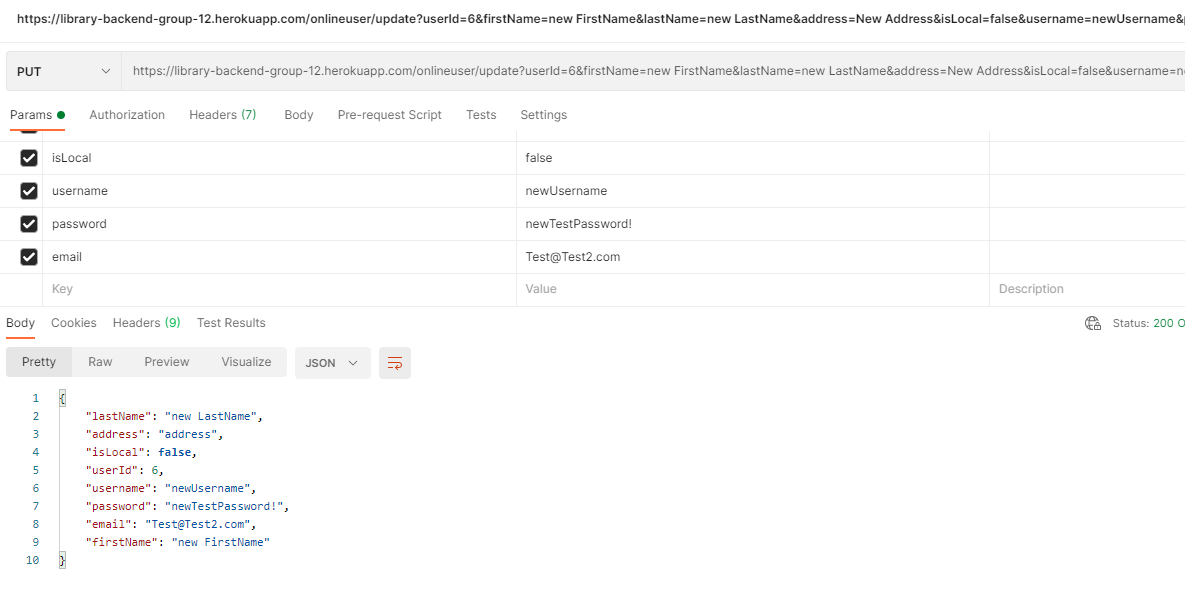 https://library-backend-group-12.herokuapp.com/onlineuser/update?userId=6&firstName=new FirstName&lastName=new LastName&address=New Address&isLocal=false&username=newUsername&
PUT https://library-backend-group-12.herokuapp.com/onlineuser/update?userId=6&firstName=new FirstName&lastName=new LastName&address=New Address&isLocal=false&username=n
Params Authorization Headers (7) Body Pre-request Script Tests Settings
isLocal false
username newUsername
password newTestPassword!
email Test@Test2.com
Key Value Description
Body Cookies Headers (9) Test Results Status: 200 O
Pretty Raw Preview Visualize JSON
1 {
2 "lastName": "new LastName",
3 "address": "address",
4 "isLocal": false,
5 "userId": 6,
6 "username": "newUsername",
7 "password": "newTestPassword!",
8 "email": "Test@Test2.com",
9 "firstName": "new FirstName"
10 }